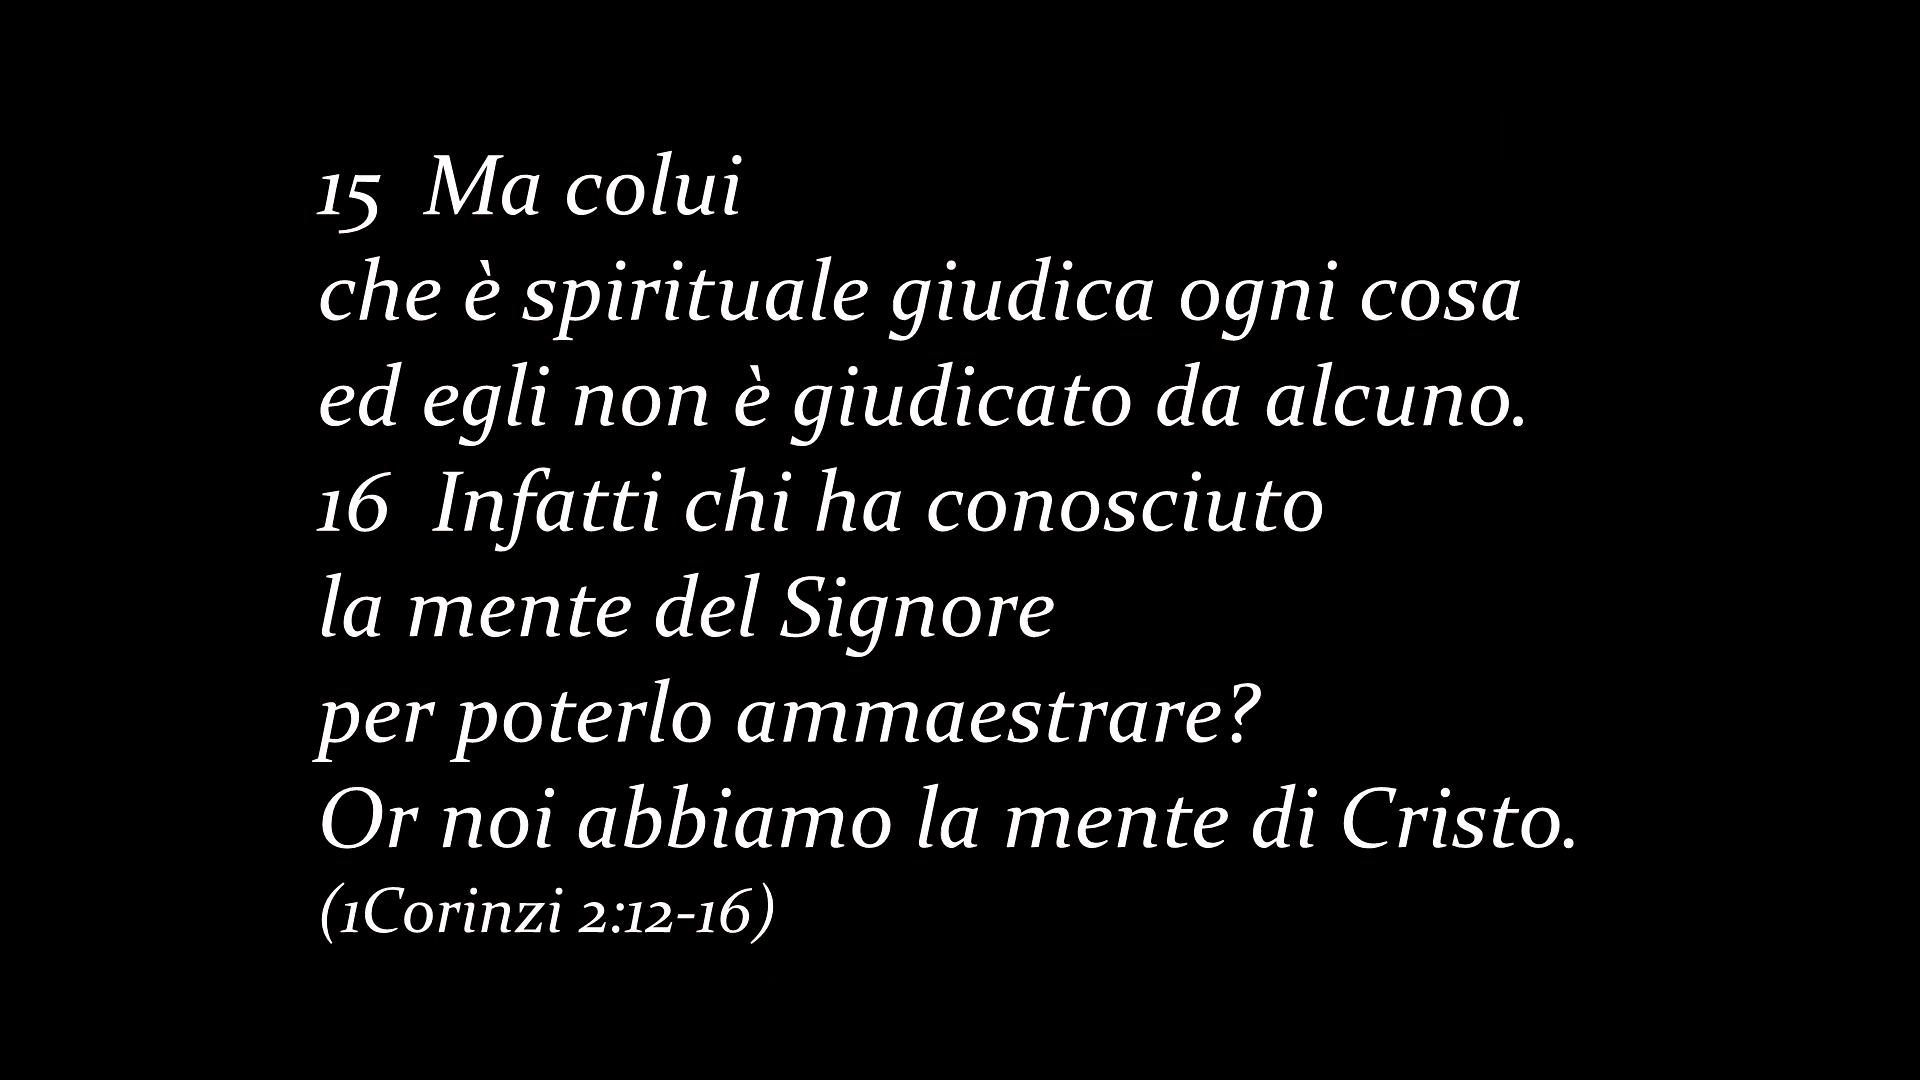 15  Ma colui
che è spirituale giudica ogni cosa
ed egli non è giudicato da alcuno.
16  Infatti chi ha conosciuto
la mente del Signore
per poterlo ammaestrare?
Or noi abbiamo la mente di Cristo.
(1Corinzi 2:12-16)